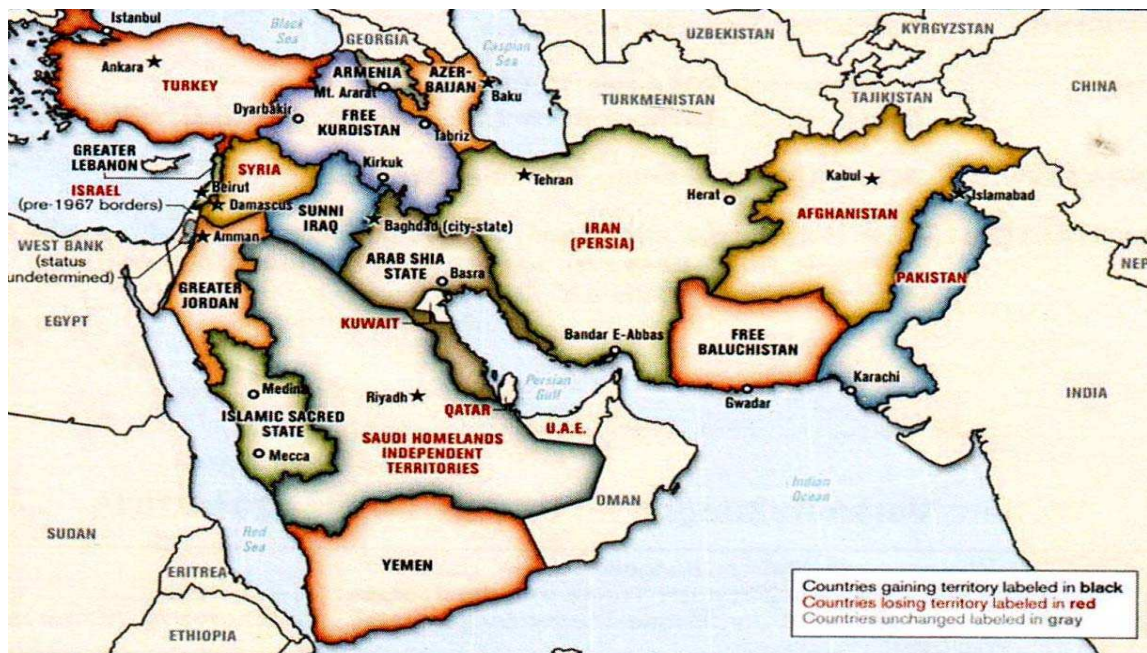 Istanbul
Black
Sea
GEORGIA
Caspian
Sea
UZBEKISTAN
KYRGYZSTAN
Ankara
TURKEY
ARMENIA
AZER-
BAIJAN
Mt. Ararat
Baku
TURKMENISTAN
TAJIKISTAN
CHINA
Dyarbakir
FREE
KURDISTAN
Tabriz
GREATER
LEBANON
SYRIA
Kirkuk
Tehran
Herat
Kabul
Islamabad
ISRAEL
(pre-1967 borders)
Beirut
Damascus
SUNNI
IRAQ
Baghdad (city-state)
IRAN
(PERSIA)
AFGHANISTAN
WEST BANK
(status
undetermined)
Amman
ARAB SHIA
STATE
Basra
PAKISTAN
NEP
GREATER
JORDAN
EGYPT
KUWAIT
Bandar E-Abbas
FREE
BALUCHISTAN
Karachi
INDIA
Medina
Riyadh
Persian
Gulf
Gwadar
ISLAMIC SACRED
STATE
QATAR
U.A.E.
Mecca
SAUDI HOMELANDS
INDEPENDENT
TERRITORIES
OMAN
Indian
Ocean
SUDAN
Red
Sea
YEMEN
ERITREA
ETHIOPIA
Countries gaining territory labeled in black
Countries losing territory labeled in red
Countries unchanged labeled in gray